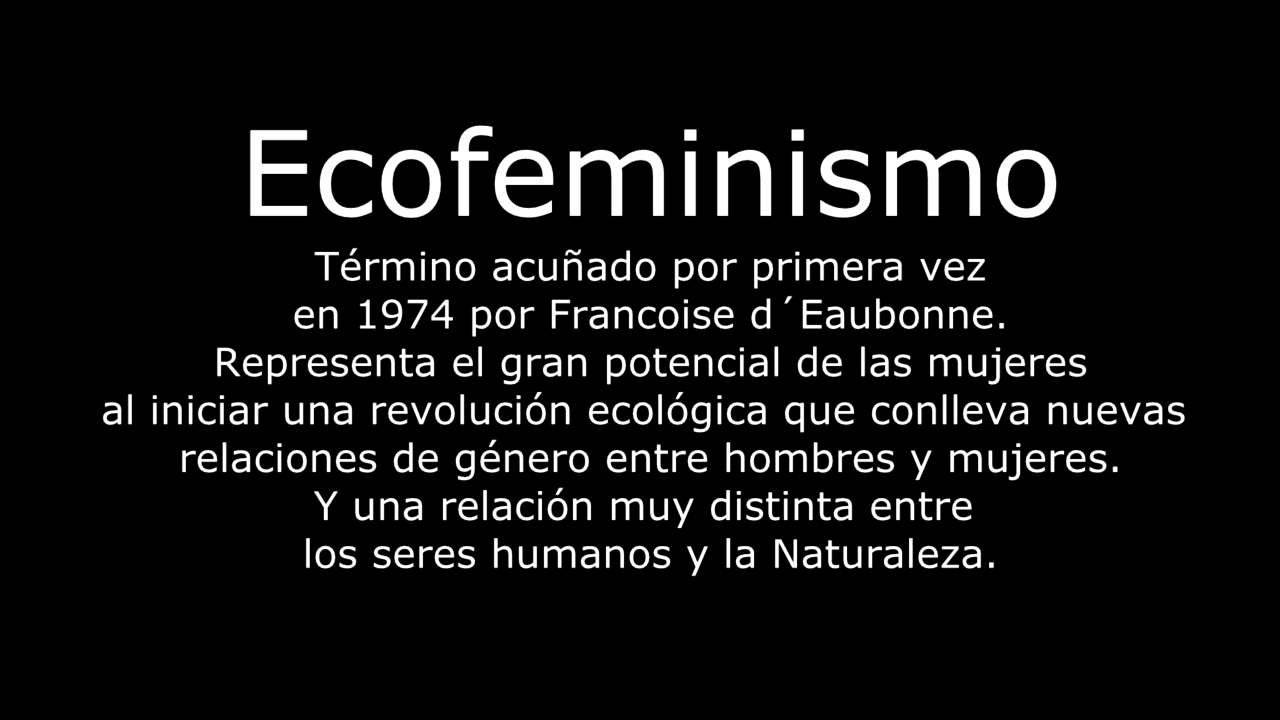 Ecofeminismo
Término acuñado por primera vez
en 1974 por Francoise d´Eaubonne.
Representa el gran potencial de las mujeres
al iniciar una revolución ecológica que conlleva nuevas
relaciones de género entre hombres y mujeres.
Y una relación muy distinta entre
los seres humanos y la Naturaleza.